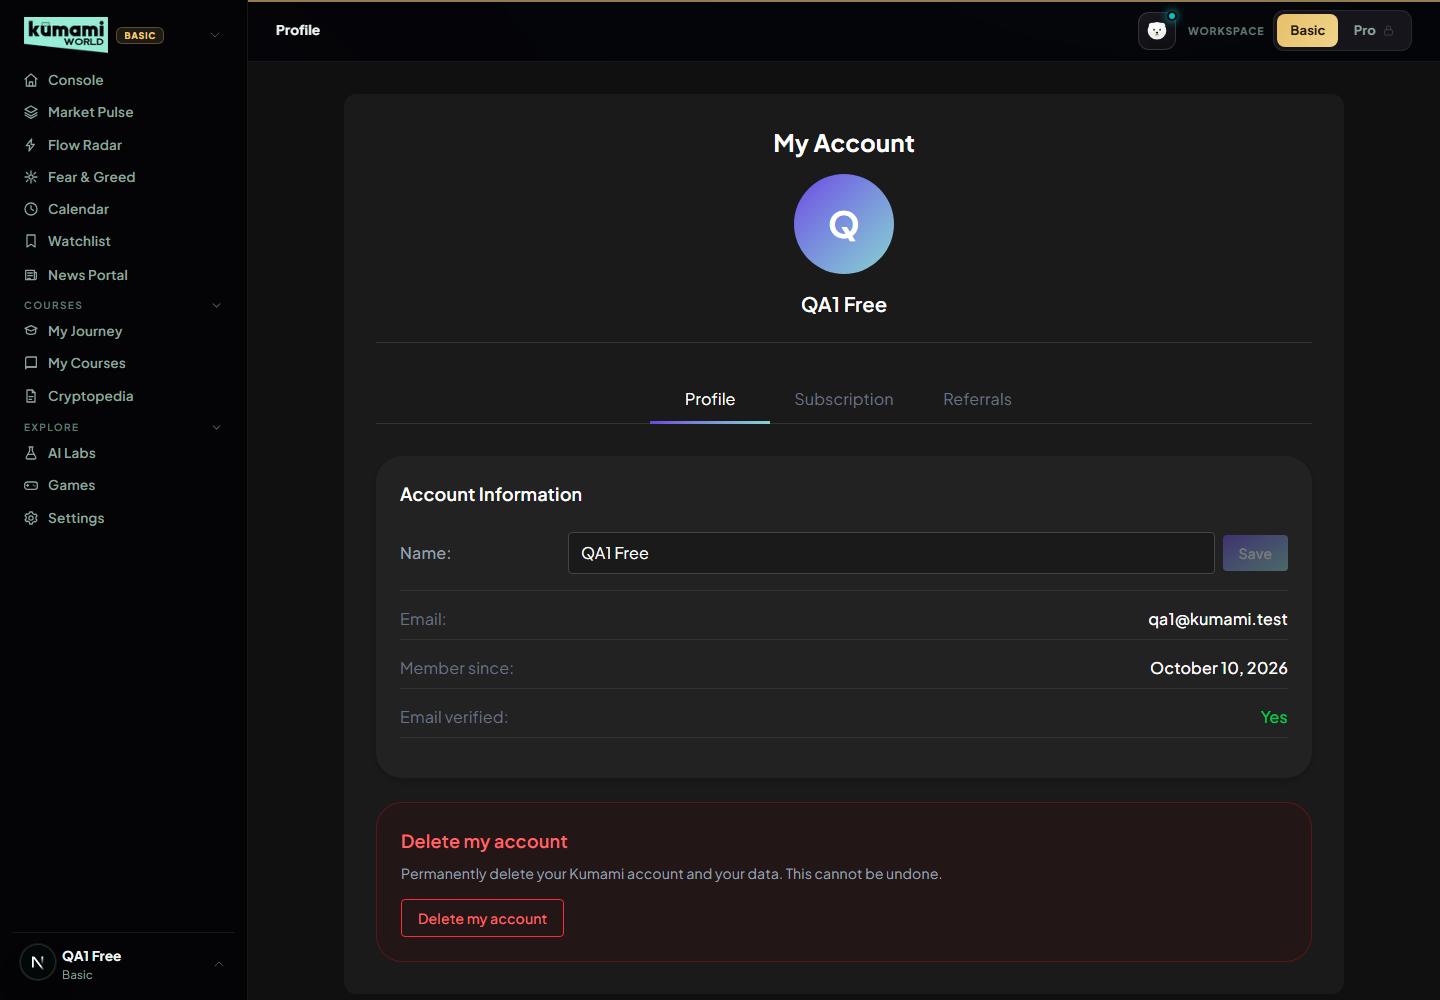 kumami
WORLD
BASIC
Console
Market Pulse
Flow Radar
Fear & Greed
Calendar
Watchlist
News Portal
COURSES
My Journey
My Courses
Cryptopedia
EXPLORE
AI Labs
Games
Settings
N
QA1 Free
Basic
Profile
WORKSPACE
Basic
Pro
My Account
Q
QA1 Free
Profile
Subscription
Referrals
Account Information
Name:
QA1 Free
Save
Email:
qa1@kumami.test
Member since:
October 10, 2026
Email verified:
Yes
Delete my account
Permanently delete your Kumami account and your data. This cannot be undone.
Delete my account